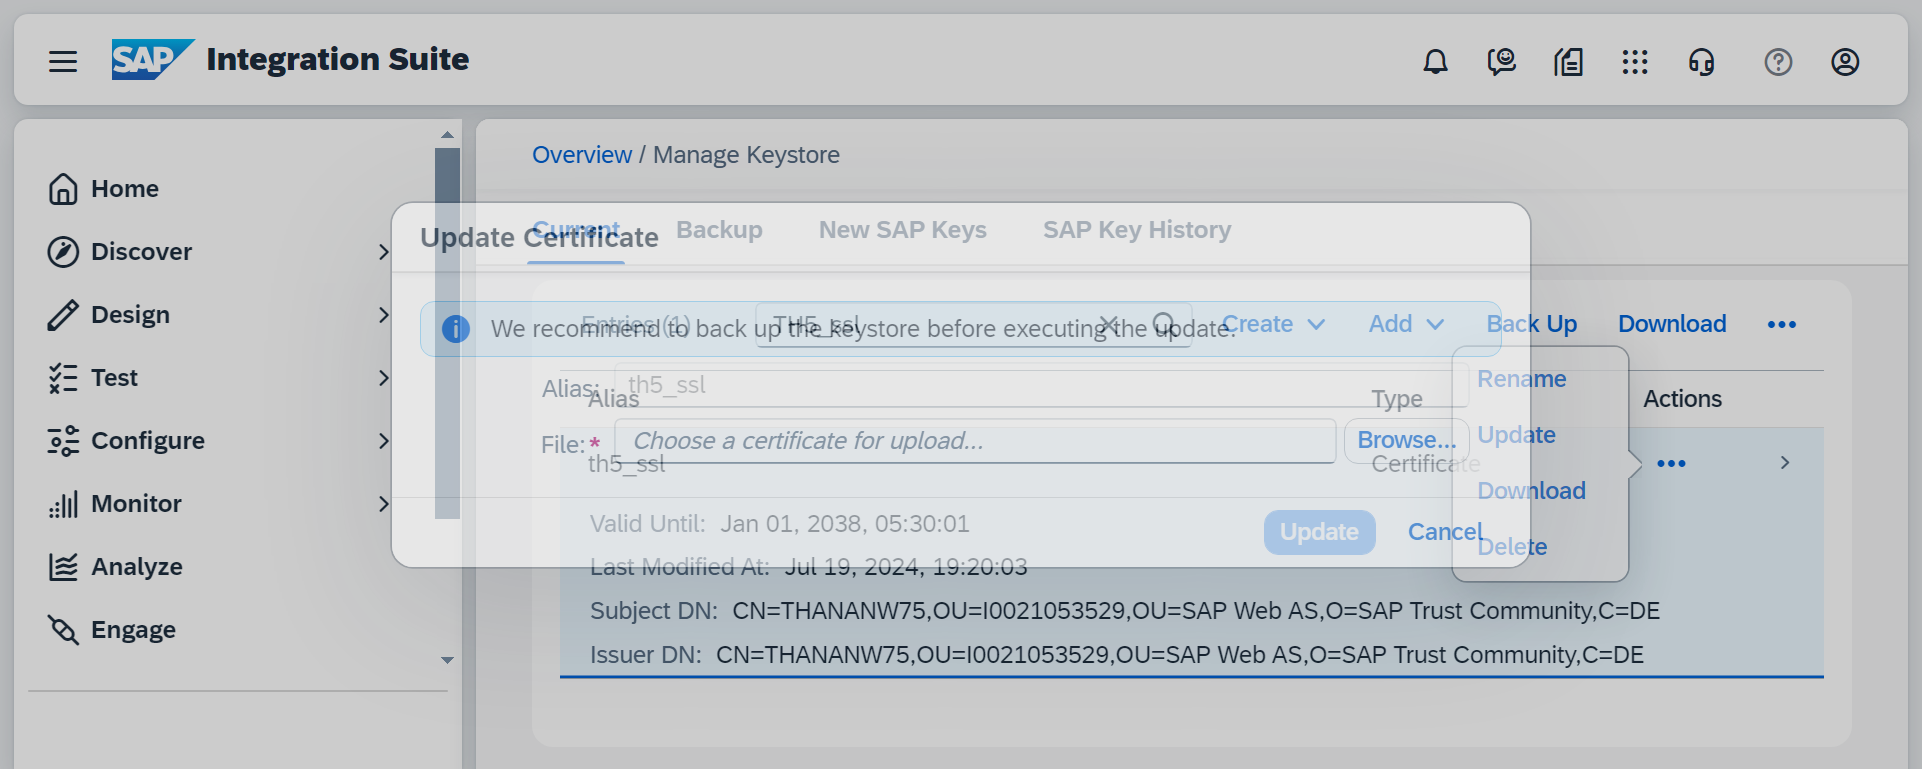 SAP Integration Suite
Home
Discover
Design
Test
Configure
Monitor
Analyze
Engage
Overview / Manage Keystore
Current Backup New SAP Keys SAP Key History
Update Certificate
Entries (1) TH5_ssl Create Add Back Up Download
We recommend to back up the keystore before executing the update.
Alias: th5_ssl
File:* Choose a certificate for upload... Browse...
Update Cancel
Rename
Update
Download
Delete
Alias Type Actions
th5_ssl Certificate
Valid Until: Jan 01, 2038, 05:30:01
Last Modified At: Jul 19, 2024, 19:20:03
Subject DN: CN=THANANW75,OU=I0021053529,OU=SAP Web AS,O=SAP Trust Community,C=DE
Issuer DN: CN=THANANW75,OU=I0021053529,OU=SAP Web AS,O=SAP Trust Community,C=DE